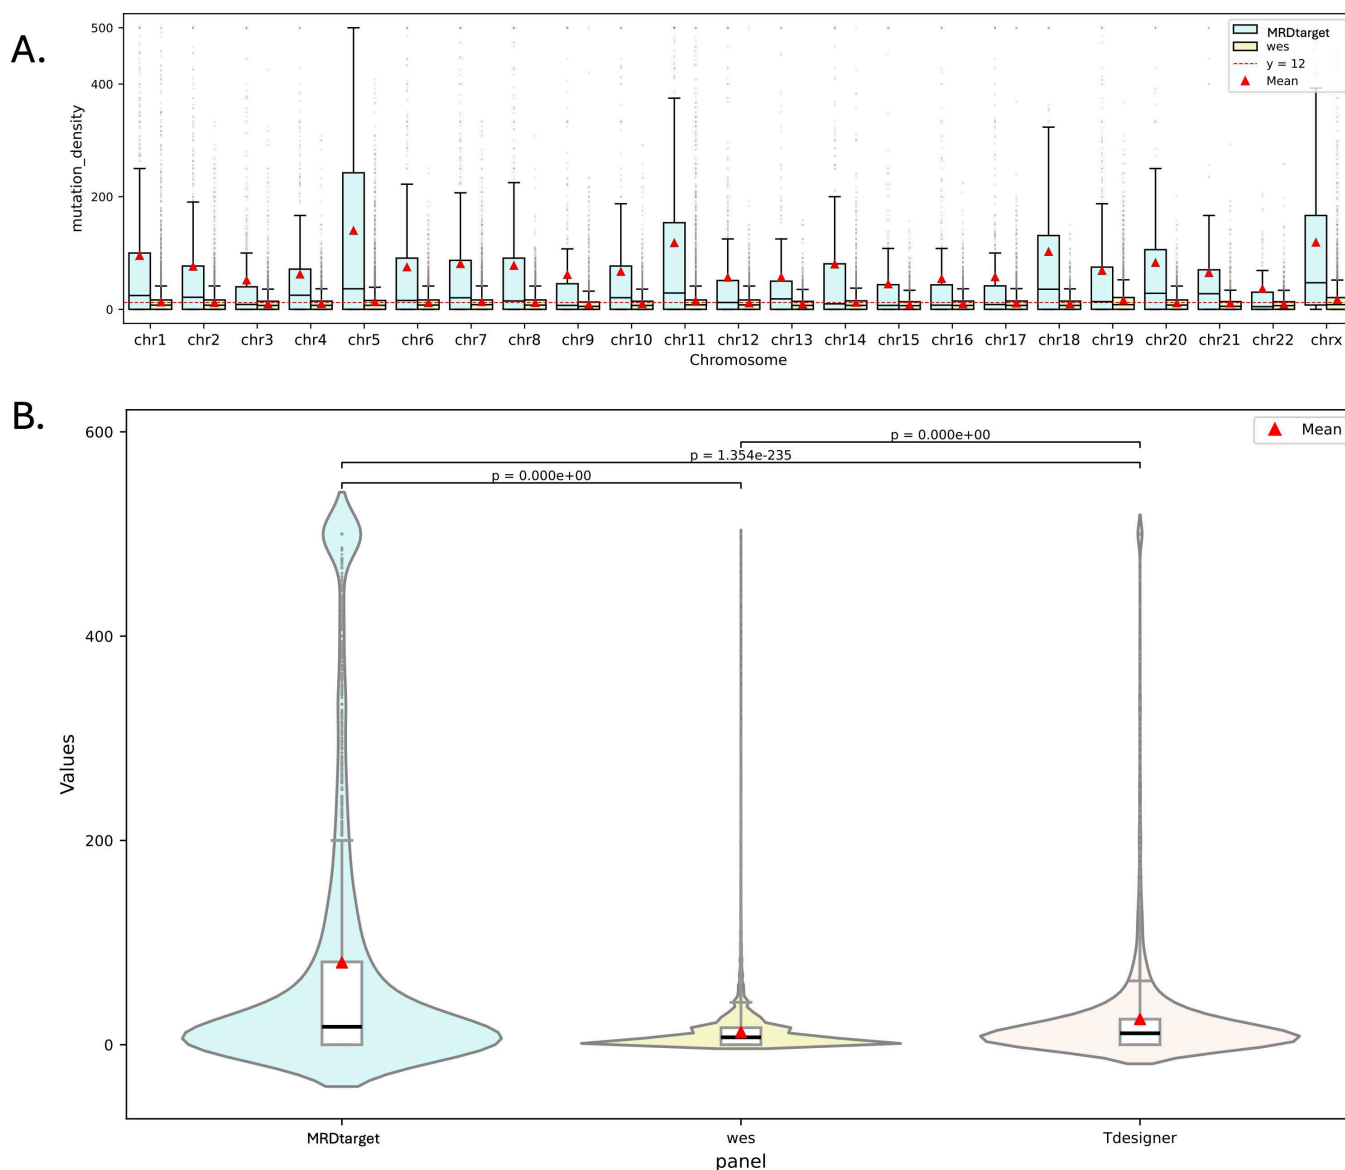 A.
500
400
200
0
mutation_density
MRDtarget
wes
y = 12
Mean
chr1 chr2 chr3 chr4 chr5 chr6 chr7 chr8 chr9 chr10 chr11 chr12 chr13 chr14 chr15 chr16 chr17 chr18 chr19 chr20 chr21 chr22 chrx
Chromosome
B.
600
400
200
0
Values
Mean
p = 0.000e+00
p = 1.354e-235
p = 0.000e+00
MRDtarget wes Tdesigner
panel